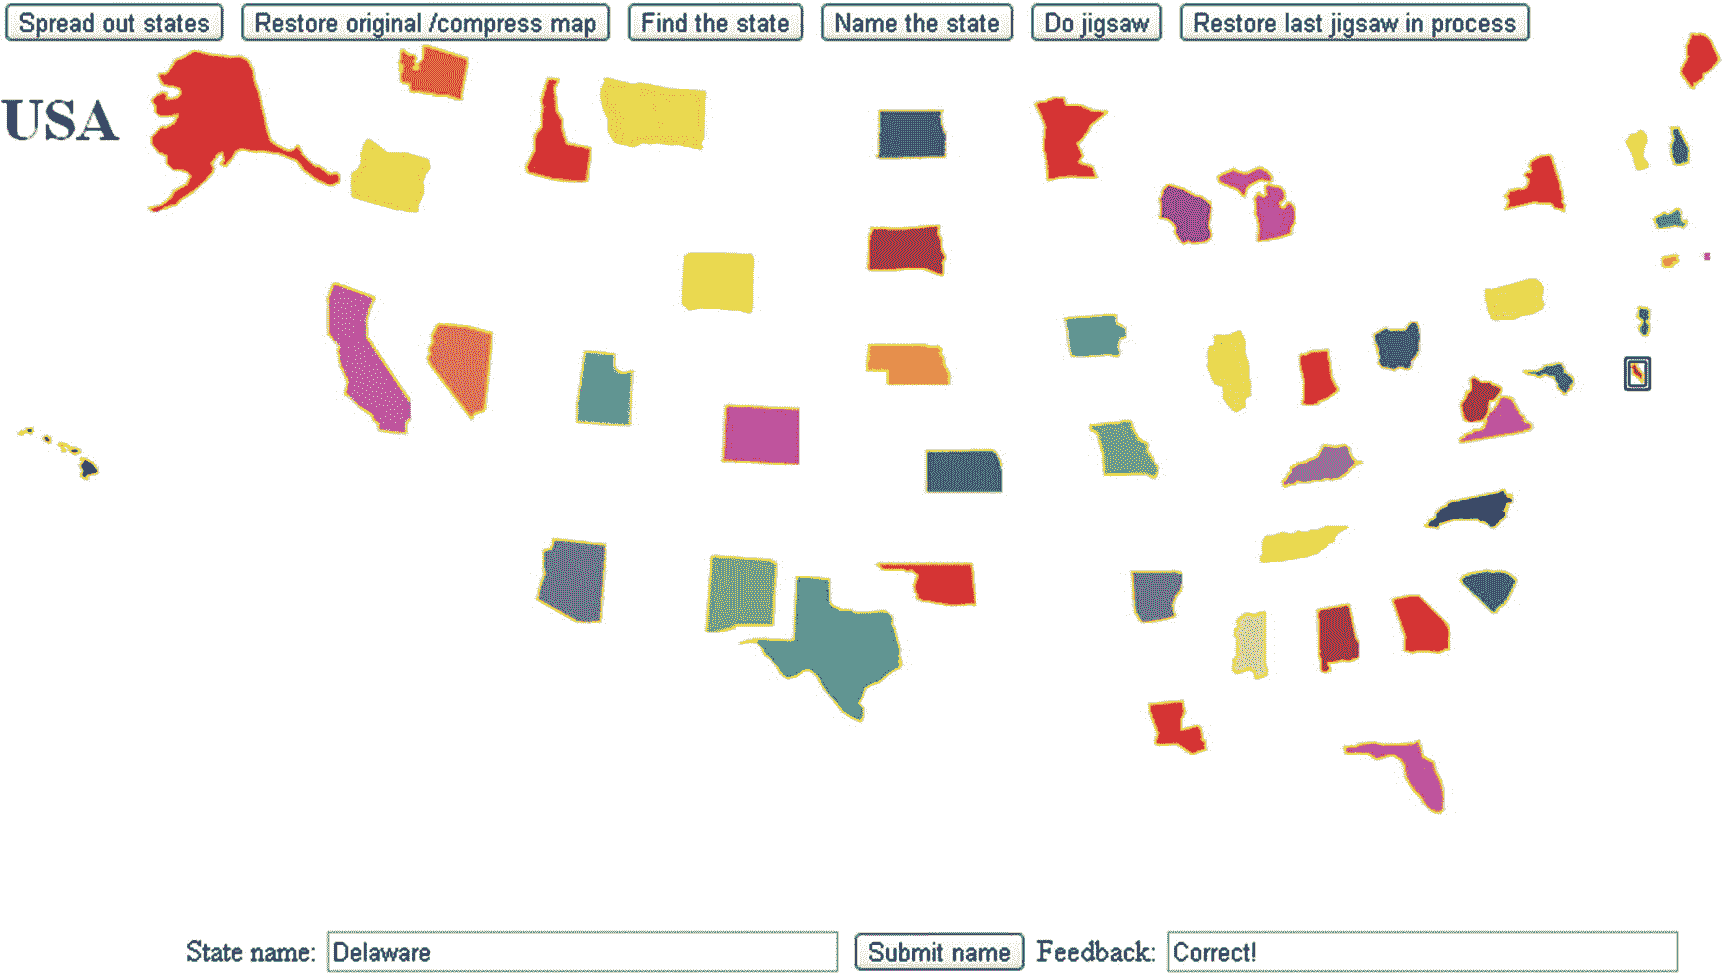 Spread out states Restore original /compress map Find the state Name the state Do jigsaw Restore last jigsaw in process
USA
State name: Delaware Submit name Feedback: Correct!